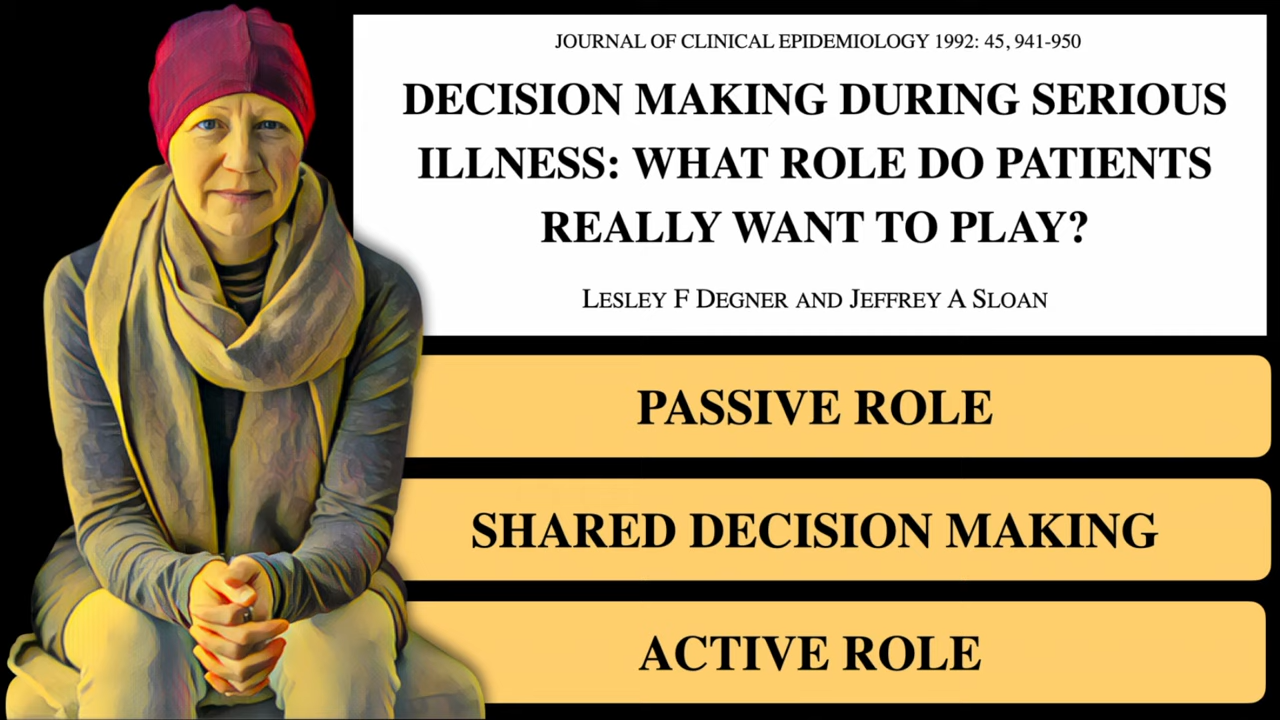 JOURNAL OF CLINICAL EPIDEMIOLOGY 1992: 45, 941-950
DECISION MAKING DURING SERIOUS
ILLNESS: WHAT ROLE DO PATIENTS
REALLY WANT TO PLAY?
LESLEY F DEGNER AND JEFFREY A SLOAN
PASSIVE ROLE
SHARED DECISION MAKING
ACTIVE ROLE